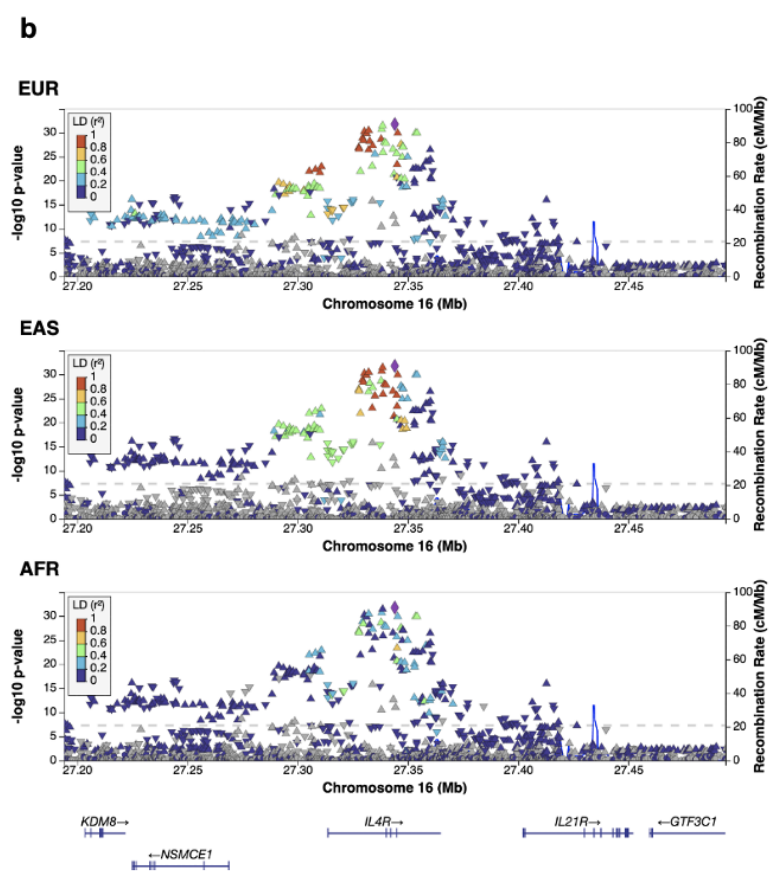 b
EUR
LD (r²)
1
0.8
0.6
0.4
0.2
0
-log10 p-value
30
25
20
15
10
5
0
100
80
60
40
20
0
Recombination Rate (cM/Mb)
27.20 27.25 27.30 27.35 27.40 27.45
Chromosome 16 (Mb)
EAS
LD (r²)
1
0.8
0.6
0.4
0.2
0
-log10 p-value
30
25
20
15
10
5
0
100
80
60
40
20
0
Recombination Rate (cM/Mb)
27.20 27.25 27.30 27.35 27.40 27.45
Chromosome 16 (Mb)
AFR
LD (r²)
1
0.8
0.6
0.4
0.2
0
-log10 p-value
30
25
20
15
10
5
0
100
80
60
40
20
0
Recombination Rate (cM/Mb)
27.20 27.25 27.30 27.35 27.40 27.45
Chromosome 16 (Mb)
KDM8→ IL4R→ IL21R→ ←GTF3C1
←NSMCE1